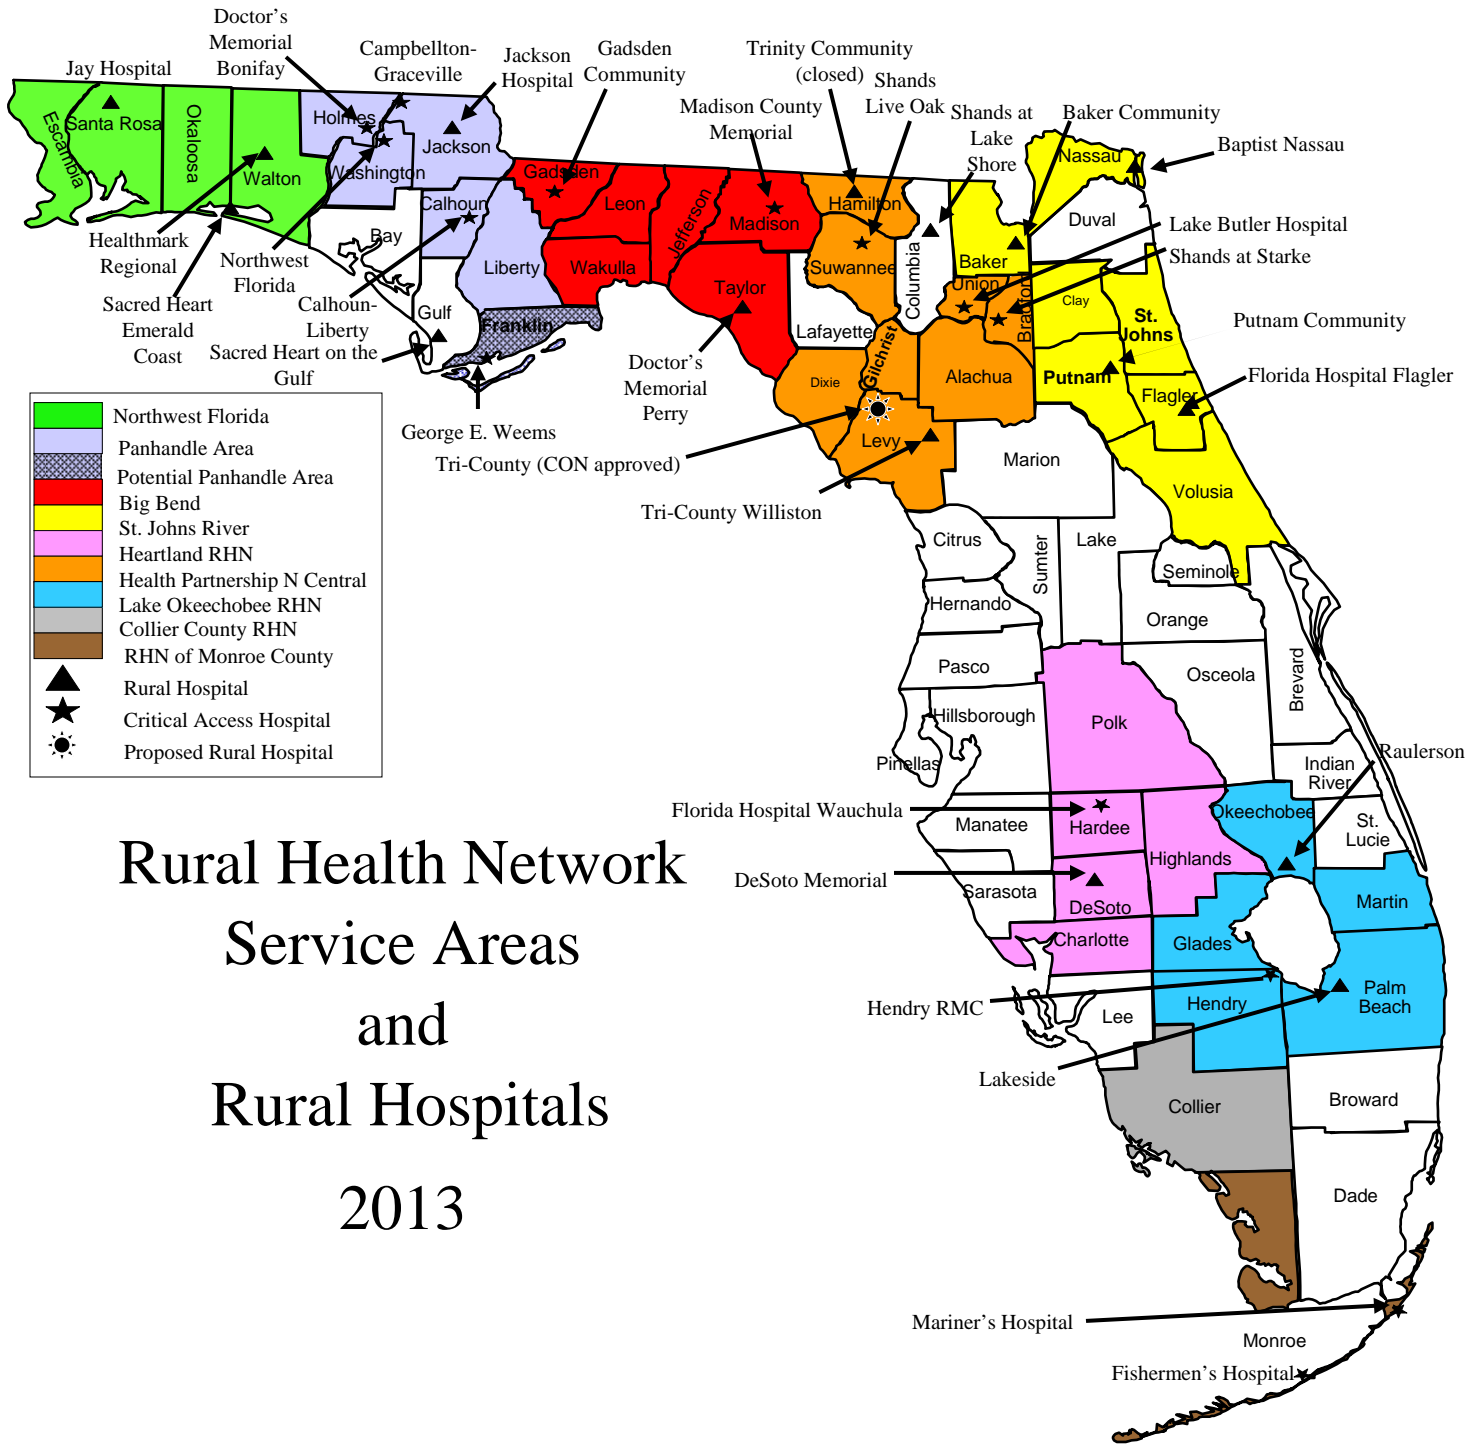 Doctor's
Memorial
Bonifay
Campbellton-
Graceville
Jackson
Hospital
Gadsden
Community
Trinity Community
(closed)
Shands
Live Oak
Madison County
Memorial
Shands at
Lake
Shore
Baker Community
Baptist Nassau
Jay Hospital
Lake Butler Hospital
Shands at Starke
Putnam Community
Florida Hospital Flagler
Healthmark
Regional
Northwest
Florida
Sacred Heart
Emerald
Coast
Calhoun-
Liberty
Sacred Heart on the
Gulf
George E. Weems
Doctor's
Memorial
Perry
Tri-County (CON approved)
Tri-County Williston
Escambia
Santa Rosa
Okaloosa
Walton
Holmes
Washington
Jackson
Bay
Calhoun
Gulf
Liberty
Franklin
Gadsden
Leon
Wakulla
Jefferson
Madison
Taylor
Hamilton
Suwannee
Lafayette
Columbia
Dixie
Gilchrist
Levy
Alachua
Union
Bradford
Baker
Nassau
Duval
Clay
St.
Johns
Putnam
Flagler
Volusia
Marion
Citrus
Hernando
Sumter
Lake
Seminole
Orange
Pasco
Osceola
Brevard
Hillsborough
Pinellas
Polk
Indian
River
Raulerson
Florida Hospital Wauchula
Manatee
Hardee
Highlands
Okeechobee
St.
Lucie
DeSoto Memorial
Sarasota
DeSoto
Martin
Charlotte
Glades
Hendry RMC
Lee
Hendry
Palm
Beach
Lakeside
Collier
Broward
Dade
Mariner's Hospital
Monroe
Fishermen's Hospital
Northwest Florida
Panhandle Area
Potential Panhandle Area
Big Bend
St. Johns River
Heartland RHN
Health Partnership N Central
Lake Okeechobee RHN
Collier County RHN
RHN of Monroe County
Rural Hospital
Critical Access Hospital
Proposed Rural Hospital
Rural Health Network
Service Areas
and
Rural Hospitals
2013